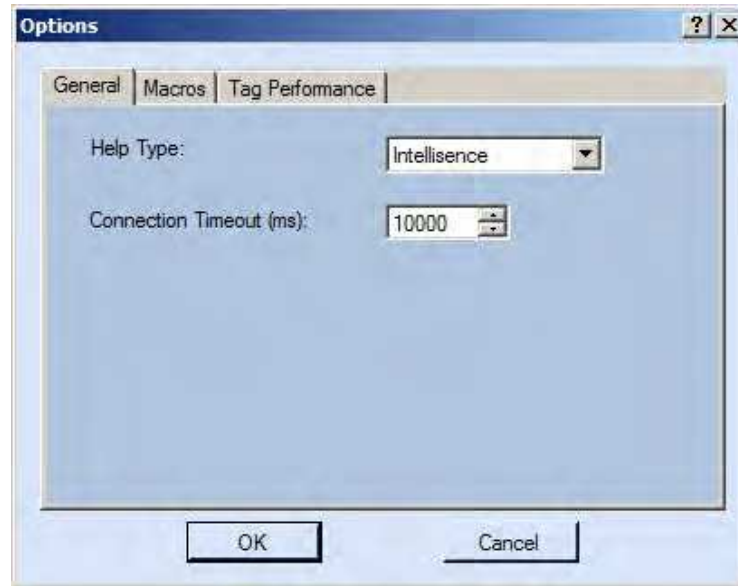 Options
General Macros Tag Performance
Help Type: Intellisence
Connection Timeout (ms): 10000
OK Cancel